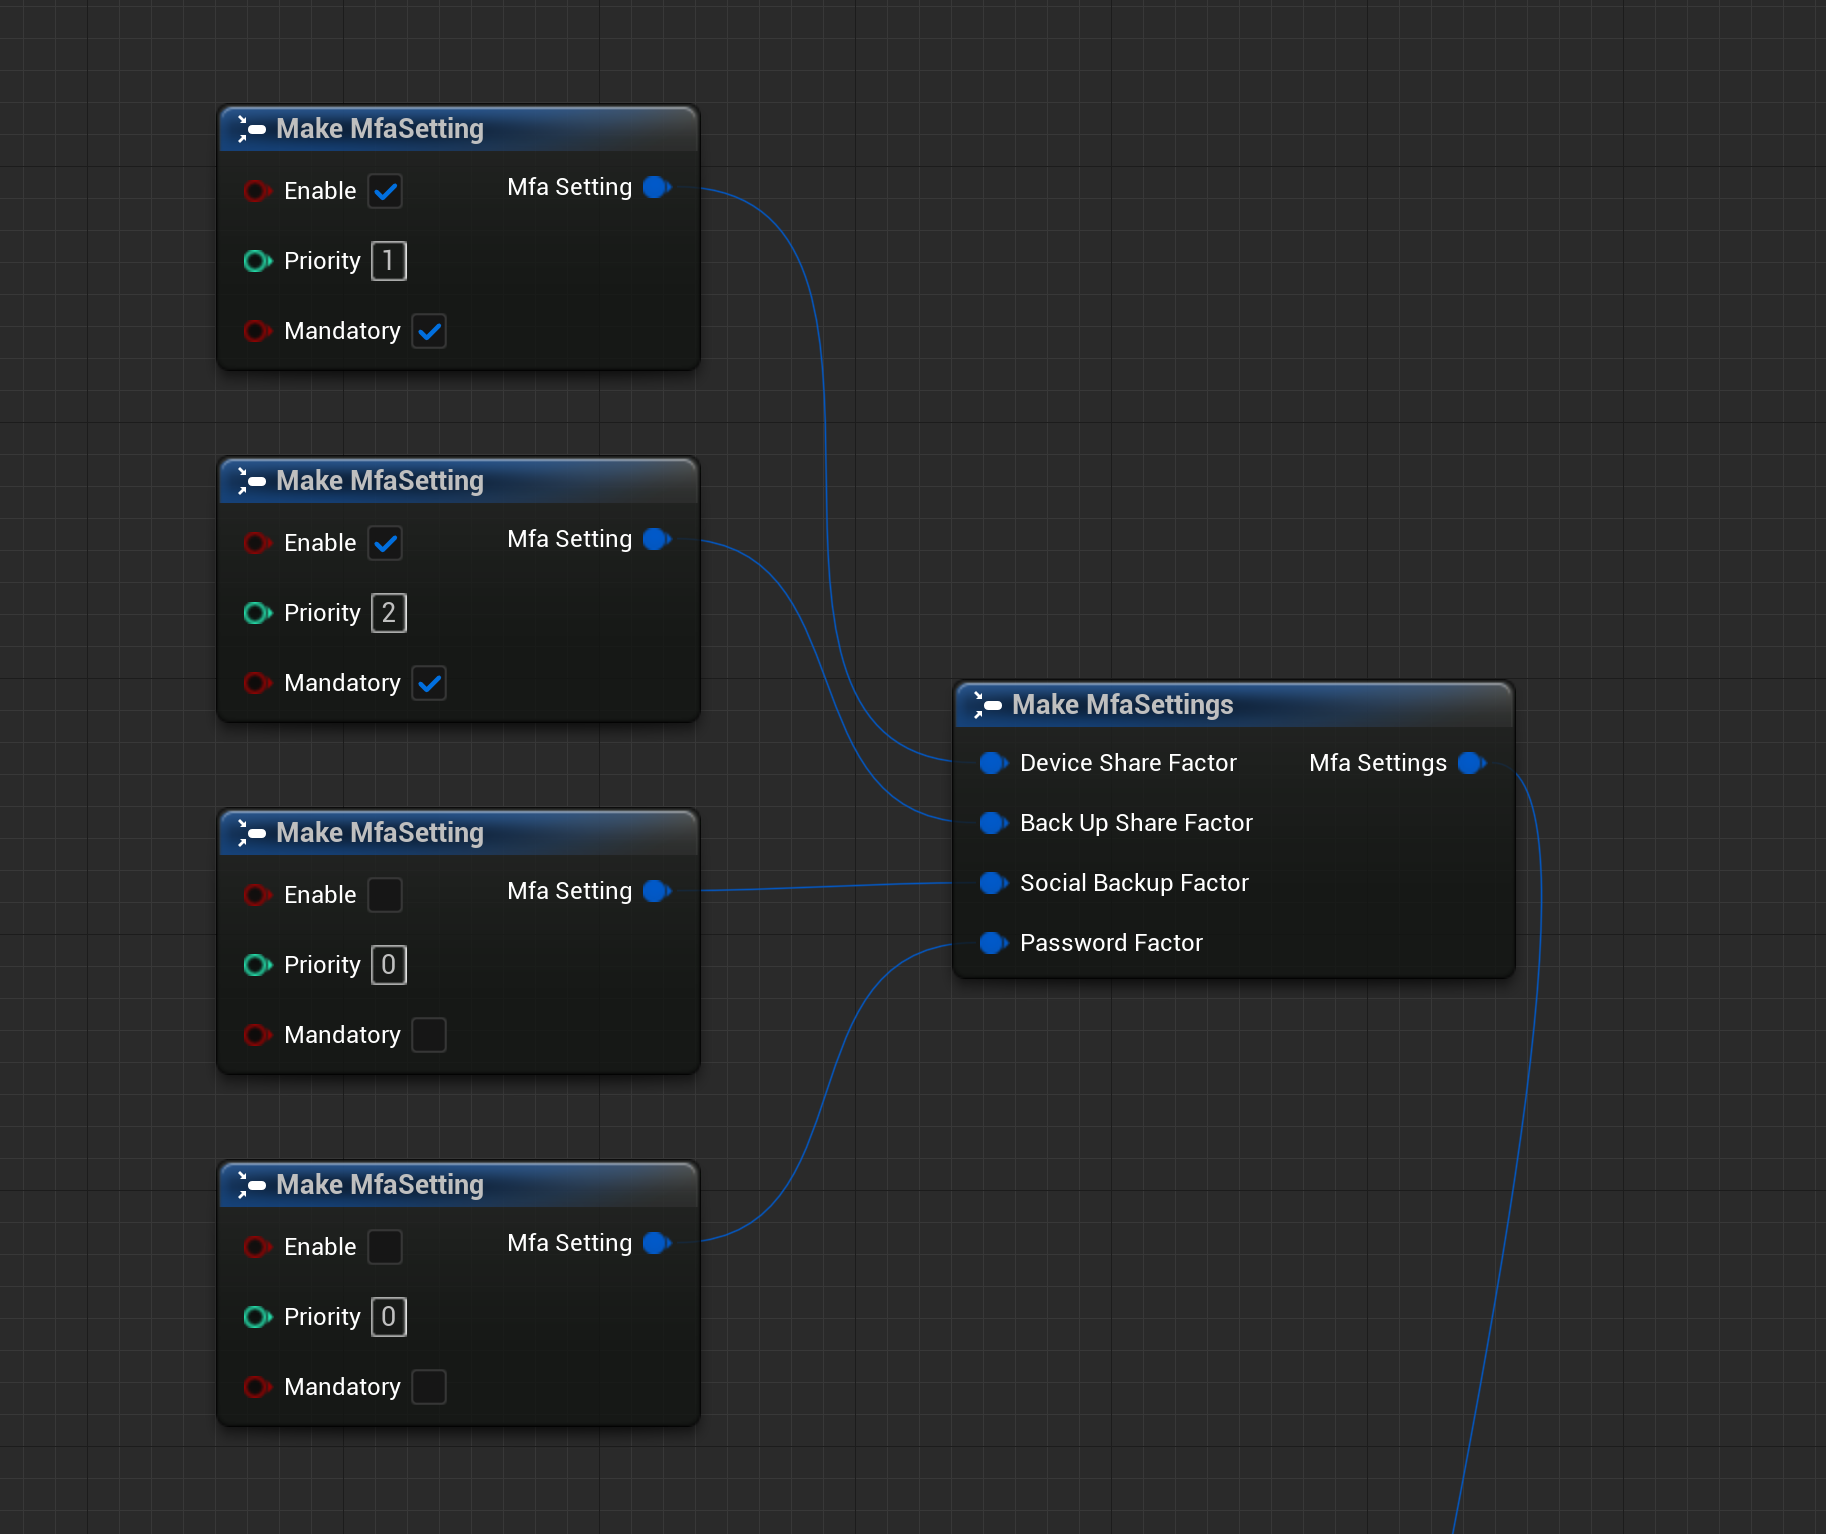 Make MfaSetting
Enable
Mfa Setting
Priority 1
Mandatory
Make MfaSetting
Enable
Mfa Setting
Priority 2
Mandatory
Make MfaSetting
Enable
Mfa Setting
Priority 0
Mandatory
Make MfaSetting
Enable
Mfa Setting
Priority 0
Mandatory
Make MfaSettings
Device Share Factor
Mfa Settings
Back Up Share Factor
Social Backup Factor
Password Factor